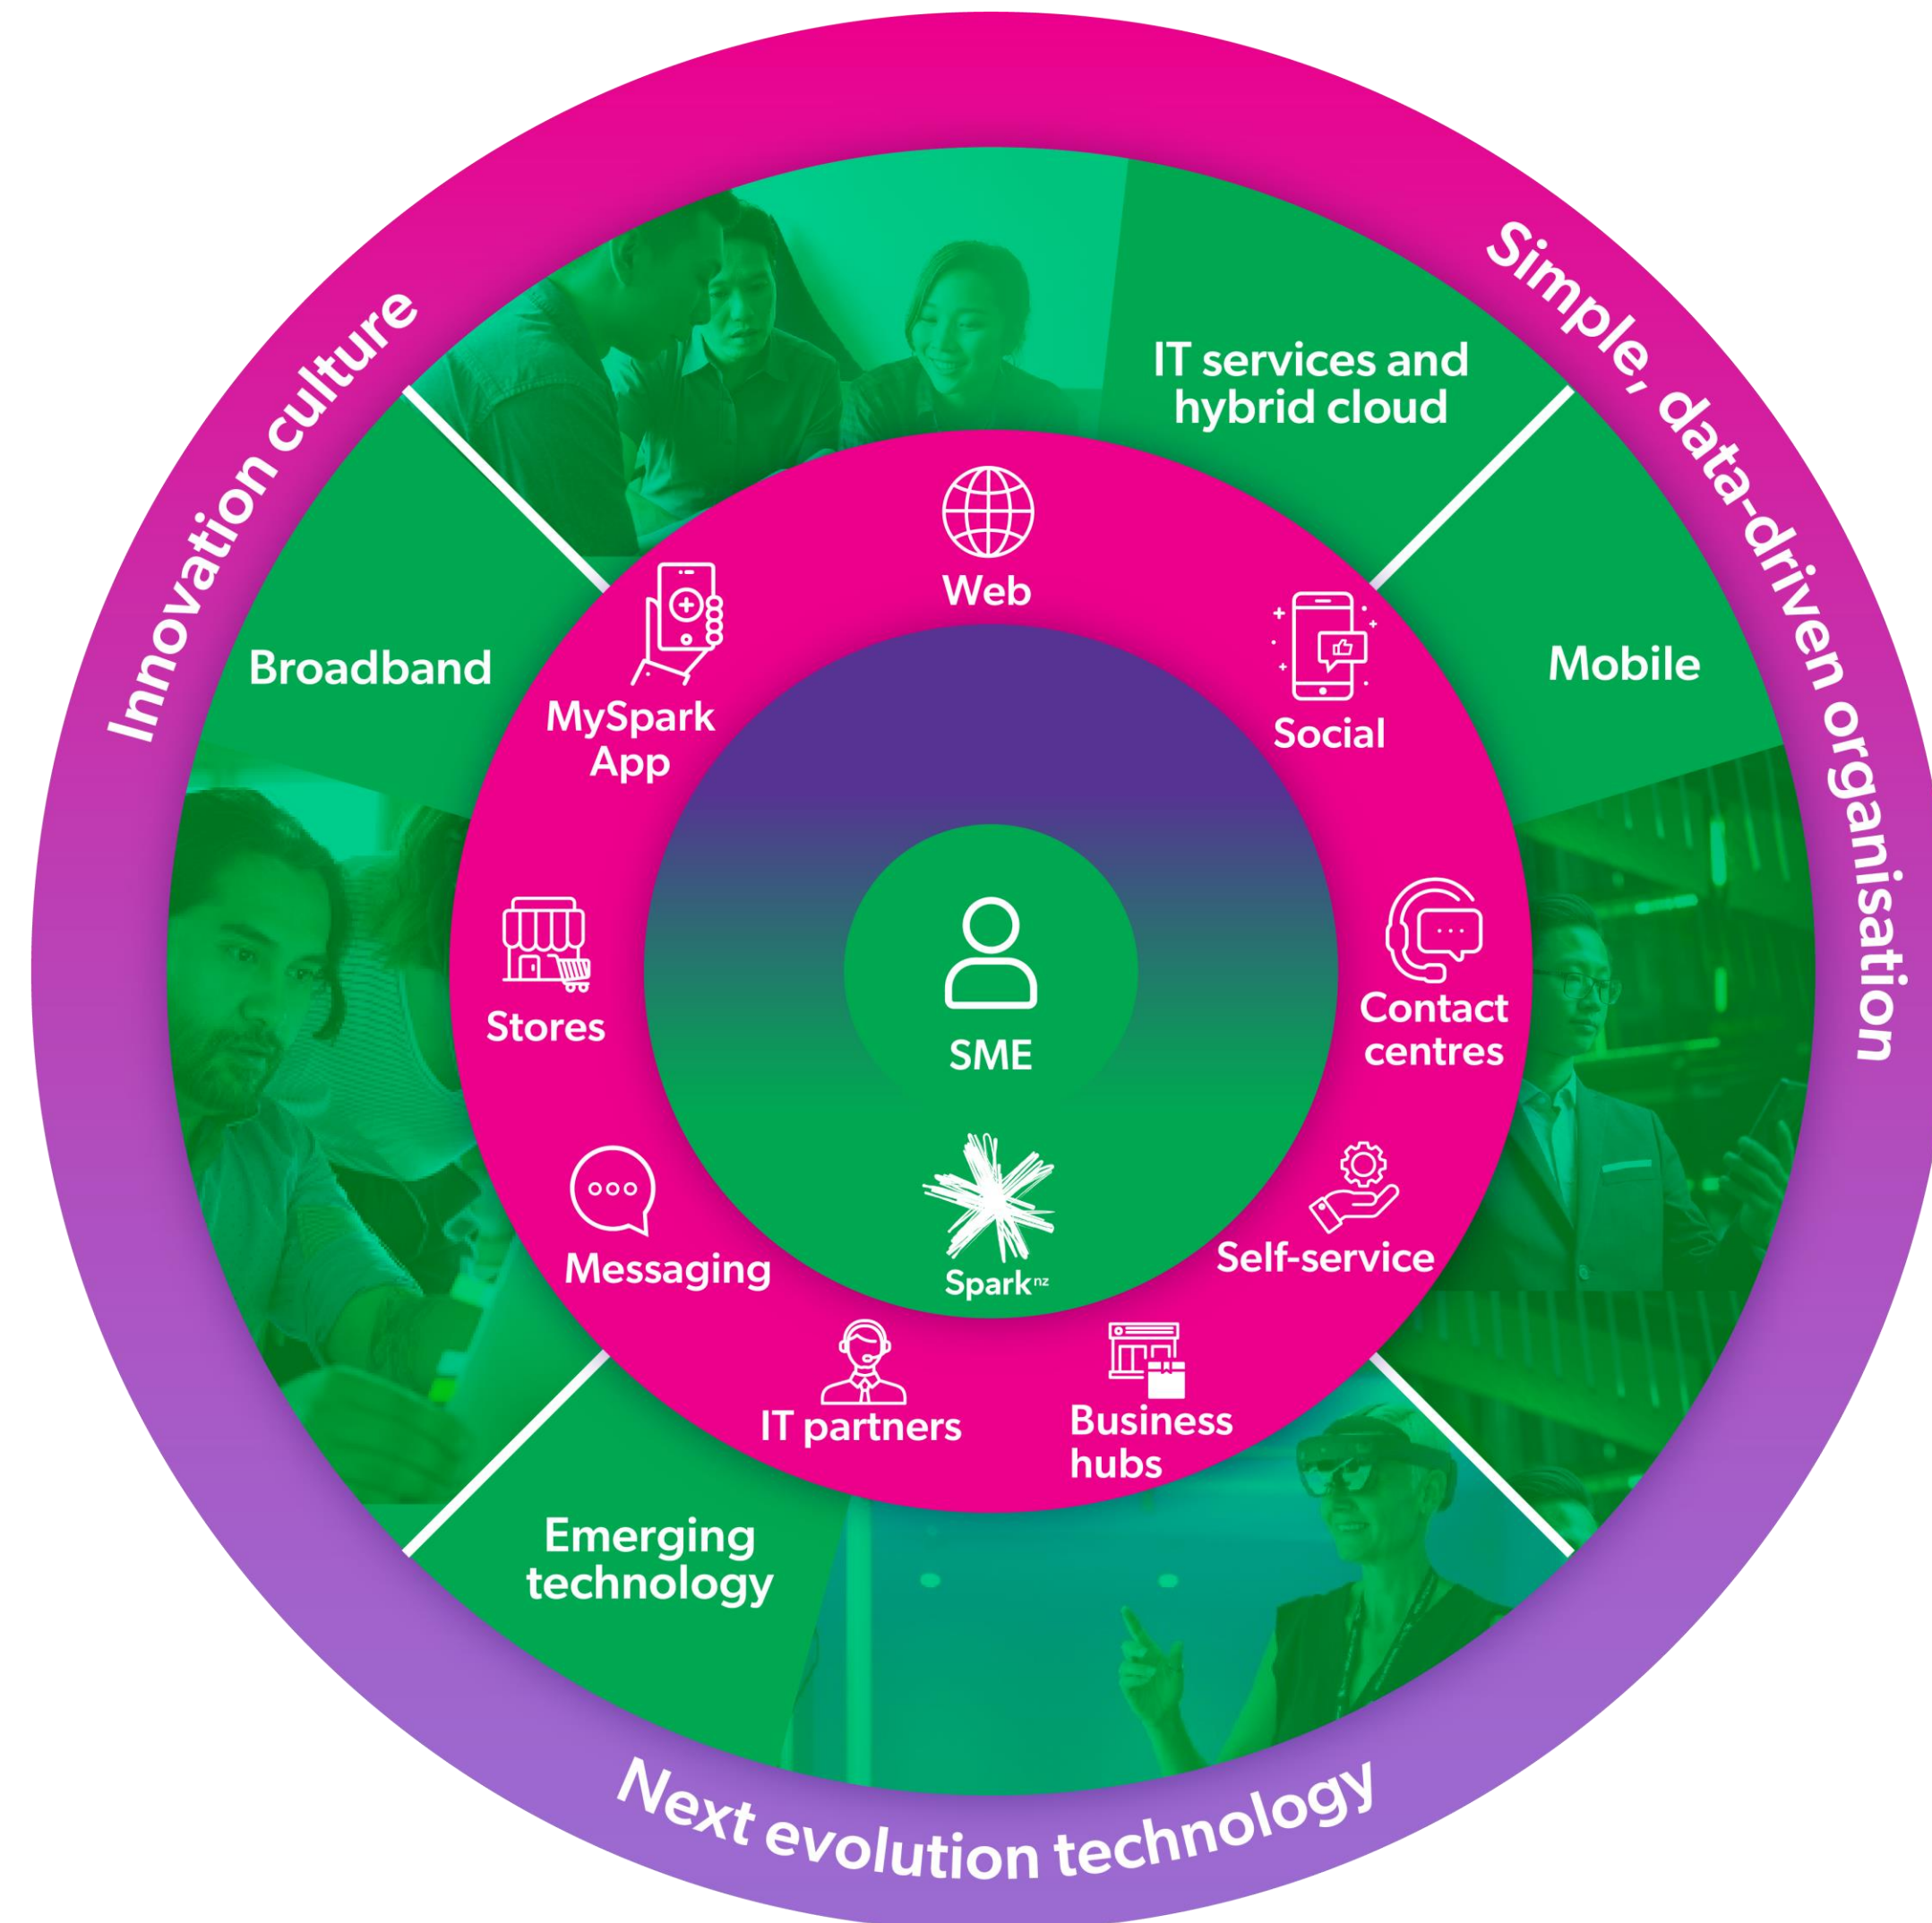 Innovation culture
Simple, data-driven organisation
Next evolution technology
IT services and
hybrid cloud
Mobile
Emerging
technology
Broadband
Web
Social
Contact
centres
Self-service
Business
hubs
IT partners
Messaging
Stores
MySpark
App
SME
Spark nz